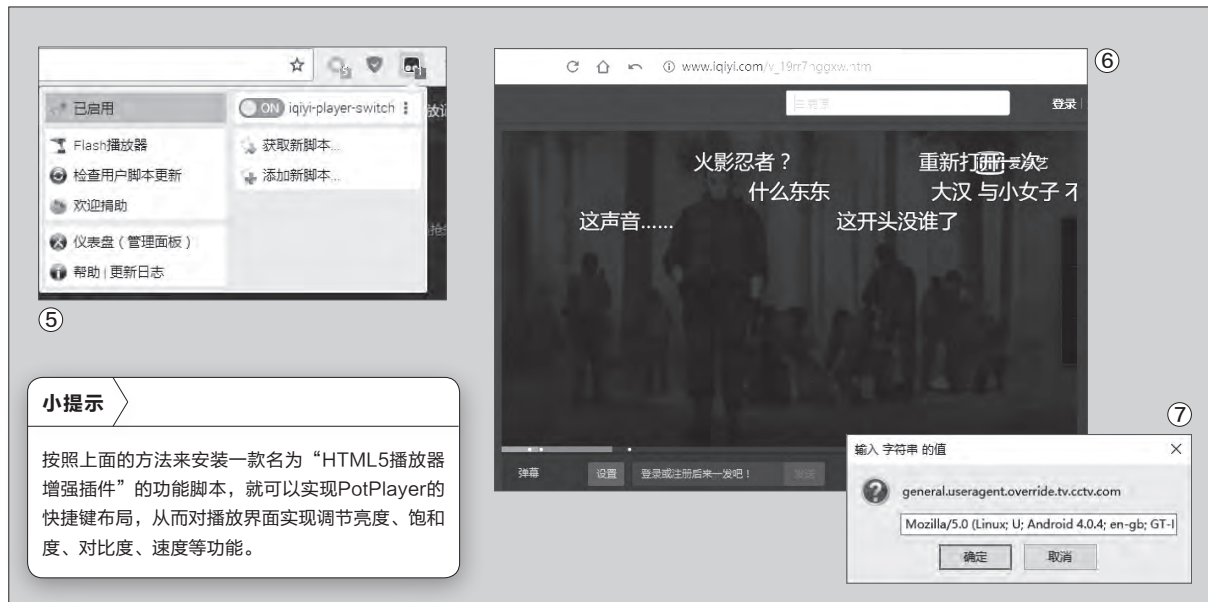 已启用
Flash播放器
检查用户脚本更新
欢迎捐助
仪表盘（管理面板）
帮助 | 更新日志
ON iqiyi-player-switch
获取新脚本...
添加新脚本...
⑤
小提示
按照上面的方法来安装一款名为“HTML5播放器
增强插件”的功能脚本，就可以实现PotPlayer的
快捷键布局，从而对播放界面实现调节亮度、饱和
度、对比度、速度等功能。
⑥
www.iqiyi.com
登录
火影忍者？
重新打
一次
什么东东
大汉 与小女子 不
这声音......
这开头没谁了
弹幕
设置
登录或注册后来一发吧！
发送
⑦
输入 字符串 的值
general.useragent.override.tv.cctv.com
Mozilla/5.0 (Linux; U; Android 4.0.4; en-gb; GT-I
确定
取消